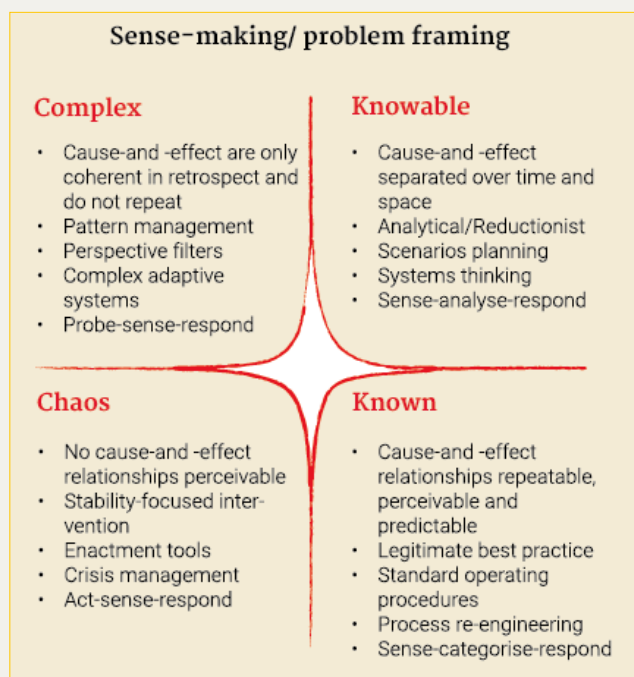 Sense-making/ problem framing
Complex
• Cause-and -effect are only
coherent in retrospect and
do not repeat
• Pattern management
• Perspective filters
• Complex adaptive
systems
• Probe-sense-respond
Knowable
• Cause-and -effect
separated over time and
space
• Analytical/Reductionist
• Scenarios planning
• Systems thinking
• Sense-analyse-respond
Chaos
• No cause-and -effect
relationships perceivable
• Stability-focused inter-
vention
• Enactment tools
• Crisis management
• Act-sense-respond
Known
• Cause-and -effect
relationships repeatable,
perceivable and
predictable
• Legitimate best practice
• Standard operating
procedures
• Process re-engineering
• Sense-categorise-respond